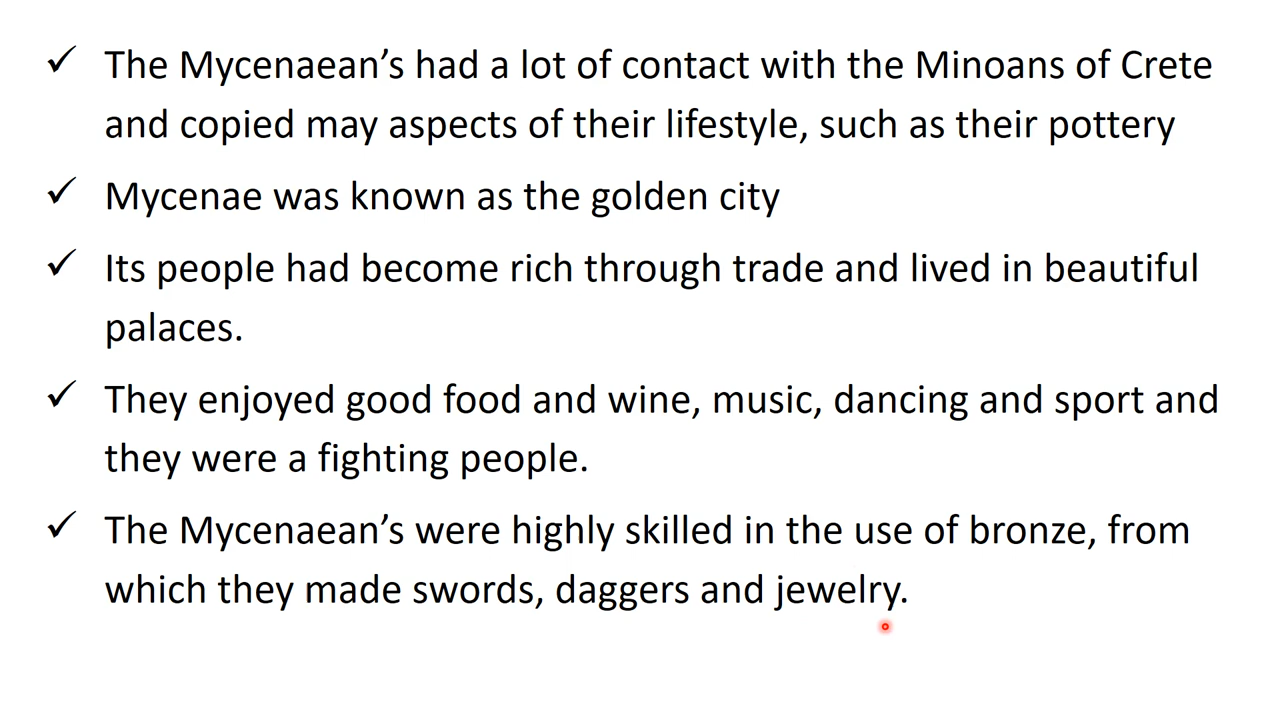 ✓ The Mycenaean’s had a lot of contact with the Minoans of Crete
and copied may aspects of their lifestyle, such as their pottery
✓ Mycenae was known as the golden city
✓ Its people had become rich through trade and lived in beautiful
palaces.
✓ They enjoyed good food and wine, music, dancing and sport and
they were a fighting people.
✓ The Mycenaean’s were highly skilled in the use of bronze, from
which they made swords, daggers and jewelry.